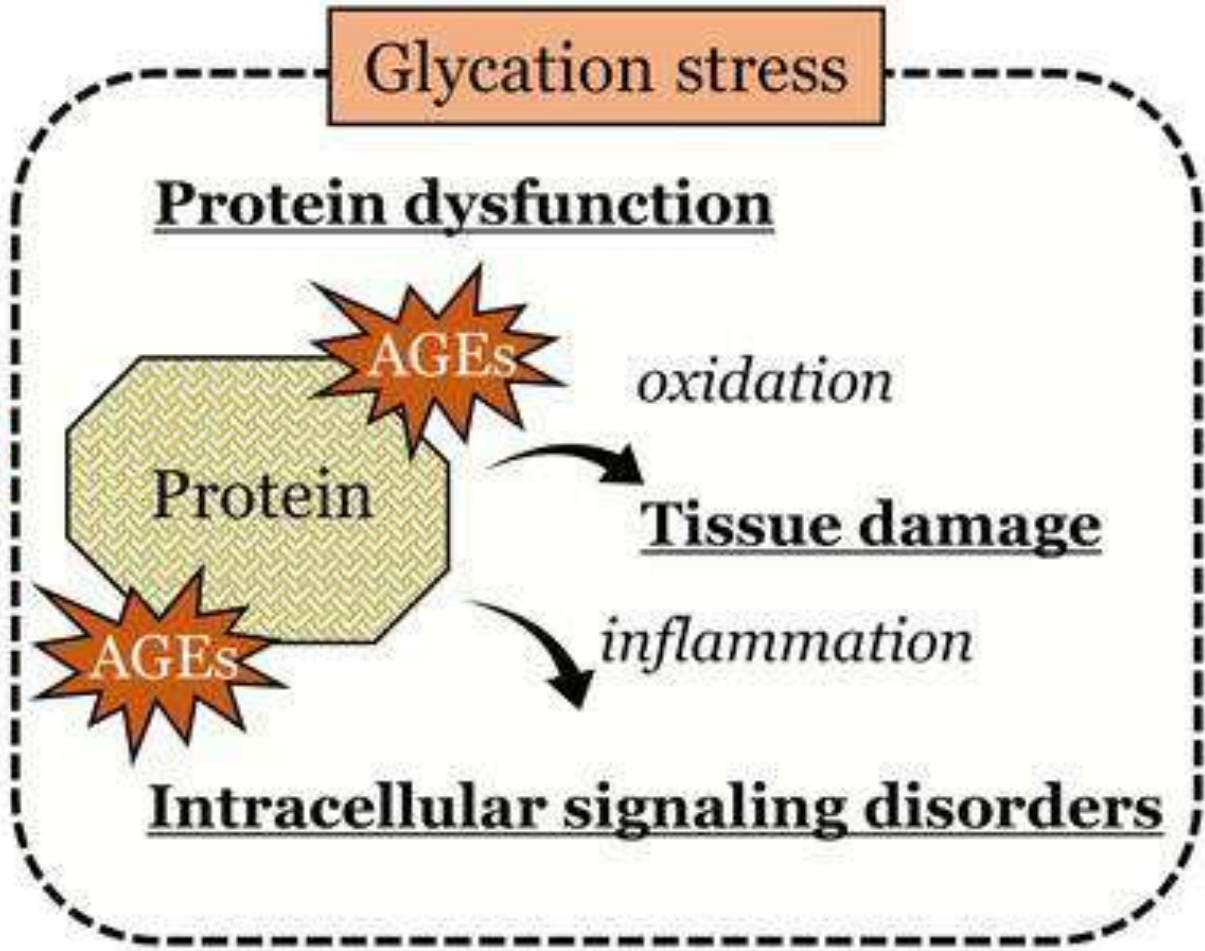 Glycation stress
Protein dysfunction
AGEs
oxidation
Protein
Tissue damage
AGEs
inflammation
Intracellular signaling disorders